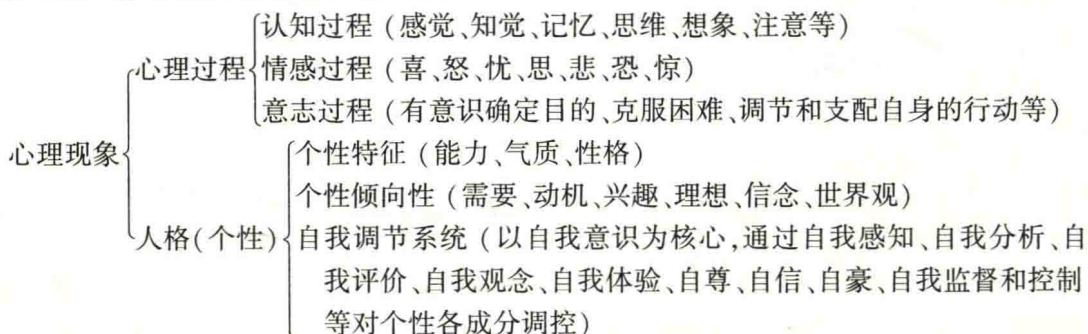 认知过程（感觉、知觉、记忆、思维、想象、注意等）
心理过程 情感过程（喜、怒、忧、思、悲、恐、惊）
意志过程（有意识确定目的、克服困难、调节和支配自身的行动等）
心理现象
个性特征（能力、气质、性格）
个性倾向性（需要、动机、兴趣、理想、信念、世界观）
人格（个性） 自我调节系统（以自我意识为核心,通过自我感知、自我分析、自
我评价、自我观念、自我体验、自尊、自信、自豪、自我监督和控制
等对个性各成分调控）